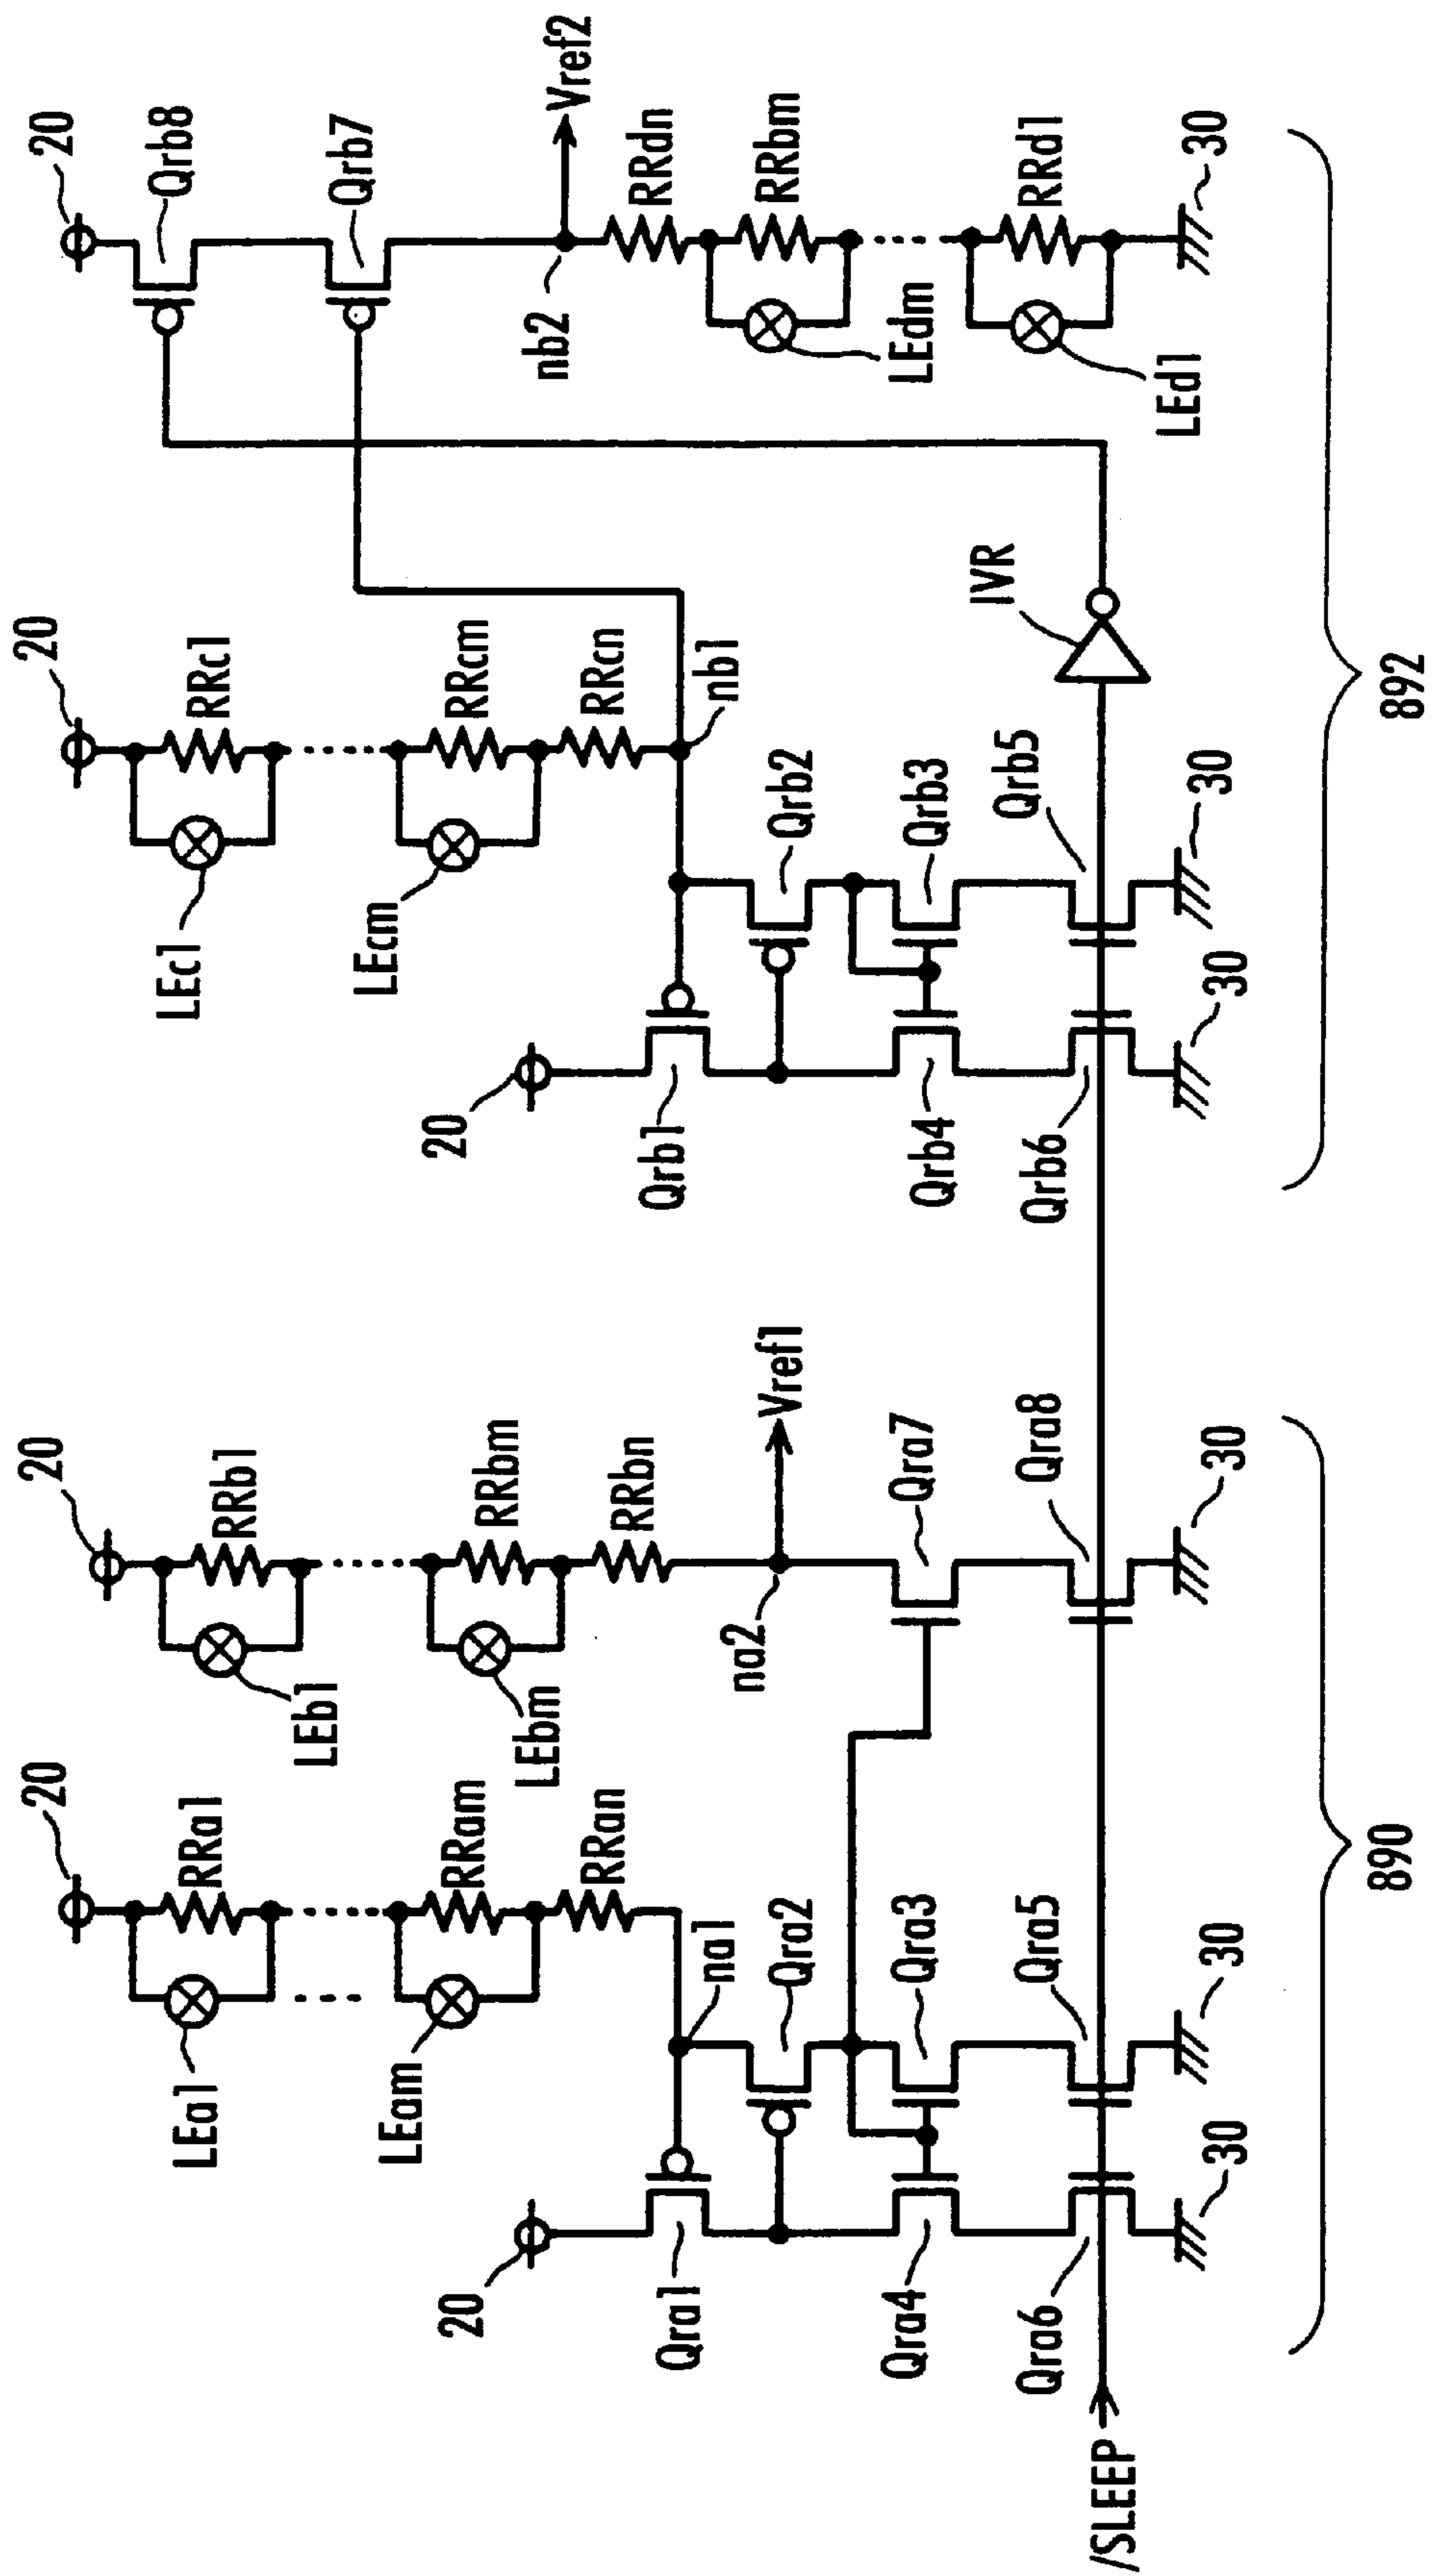 20
Qrb8
Qrb7
Vref2
nb2
RRdn
RRbm
LEdm
RRd1
LEd1
30
20
RRc1
LEc1
RRcm
LEcm
RRcn
nb1
20
Qrb1
Qrb2
Qrb3
Qrb4
Qrb5
Qrb6
30
30
IVR
892
20
RRb1
LEb1
RRbm
LEbm
RRbn
Vref1
na2
Qra7
Qra8
30
20
RRa1
LEa1
RRam
LEam
RRan
na1
20
Qra1
Qra2
Qra3
Qra4
Qra5
Qra6
30
30
/SLEEP
890